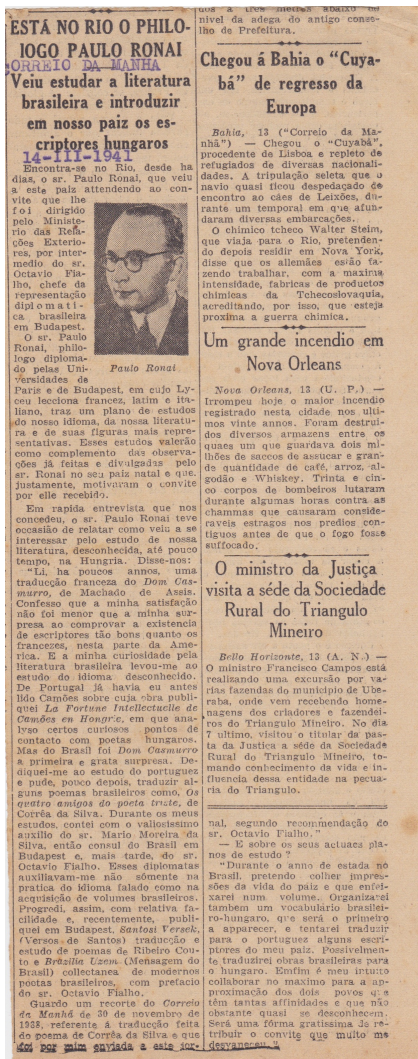 ESTÁ NO RIO O PHILO-
LOGO PAULO RONAI
CORREIO DA MANHÃ
Veiu estudar a literatura
brasileira e introduzir
em nosso paiz os es-
criptores hungaros
14-III-1941
Encontra-se no Rio, desde ha
dias, o sr. Paulo Ronai, que veiu
a este paiz attendendo ao con-
vite que lhe
foi dirigido
pelo Ministe-
rio das Rela-
ções Exterio-
res, por inter-
medio do sr.
Octavio Fia-
lho, chefe da
representação
diplomatica
brasileira
em Budapest.
O sr. Paulo
Ronai, philo-
logo diploma-
do pelas Uni-
versidades de
Paulo Ronai
Paris e de Budapest, em cujo Ly-
ceu lecciona francez, latim e ita-
liano, traz um plano de estudos
do nosso idioma, da nossa literatura
e de suas figuras mais repre-
sentativas. Esses estudos valerão
como complemento das observa-
ções já feitas e divulgadas pelo
sr. Ronai no seu paiz natal e que,
justamente, motivaram o convite
por elle recebido.
Em rapida entrevista que nos
concedeu, o sr. Paulo Ronai teve
occasião de relatar como veiu a se
interessar pelo estudo de nossa
literatura, desconhecida, até pouco,
tempo, na Hungria. Disse-nos:
"Li, ha poucos annos, uma
traducção franceza do Dom Cas-
murro, de Machado de Assis.
Confesso que a minha satisfação
não foi menor que a minha surpre-
sa ao comprovar a existencia
de escriptores tão bons quanto os
francezes, nesta parte da Ame-
rica. E a minha curiosidade pela
literatura brasileira levou-me ao
estudo do idioma desconhecido.
De Portugal já havia eu antes
lido Camões sobre cuja obra publi-
quei La Fortune Intellectuelle de
Camões en Hongrie, em que ana-
lyso certos curiosos pontos de
contacto com poetas hungaros.
Mas do Brasil foi Dom Casmurro
a primeira e grata surpresa. De-
diquei-me ao estudo do portuguez
e pude, pouco depois, traduzir al-
guns poemas brasileiros como, Os
quatro amigos do poeta triste, de
Corrêa da Silva. Durante os meus
estudos, contei com o valiosissimo
auxilio do sr. Mario Moreira da
Silva, então consul do Brasil em
Budapest e, mais tarde, do sr.
Octavio Fialho. Esses diplomatas
auxiliavam-me não sómente na
pratica do idioma falado como na
acquisição de volumes brasileiros.
Progredi, assim, com relativa fa-
cilidade e, recentemente, publi-
quei em Budapest, Santosi Versek,
(Versos de Santos) traducção e
estudo de poemas de Ribeiro Cou-
to e Brazilia Uzen (Mensagem do
Brasil) collectanea de modernos
poetas brasileiros, com prefacio
do sr. Octavio Fialho.
Guardo um recorte do Correio
da Manhã de 30 de novembro de
1938, referente á traducção feita
do poema de Corrêa da Silva e que
foi por mim enviada a este jor-
nivel da adega do antigo conse-
lho de Prefeitura.
Chegou á Bahia o "Cuya-
bá" de regresso da
Europa
Bahia, 13 ("Correio da Ma-
nhã") — Chegou o "Cuyabá",
procedente de Lisboa e repleto de
refugiados de diversas nacionali-
dades. A tripulação seleta que o
navio quasi ficou despedaçado de
encontro ao cáes de Leixões, du-
rante um temporal em que afun-
daram diversas embarcações.
O chimico tcheco Walter Steim,
que viaja para o Rio, pretenden-
do depois residir em Nova York,
disse que os allemães estão fa-
zendo trabalhar, com a maxima
intensidade, fabricas de productos
chimicas da Tchecoslovaquia,
acreditando, por isso, que esteja
proxima a guerra chimica.
Um grande incendio em
Nova Orleans
Nova Orleans, 13 (U. P.) —
Irrompeu hoje o maior incendio
registrado nesta cidade nos ulti-
mos vinte annos. Foram destrui-
dos diversos armazens entre os
quaes um que guardava dois mi-
lhões de saccos de assucar e gran-
de quantidade de café, arroz, al-
godão e Whiskey. Trinta e cin-
co corpos de bombeiros lutaram
durante algumas horas contra as
chammas que causaram conside-
raveis estragos nos predios conti-
guos antes de que o fogo fosse
suffocado.
O ministro da Justiça
visita a séde da Sociedade
Rural do Triangulo
Mineiro
Bello Horizonte, 13 (A. N.) —
O ministro Francisco Campos está
realizando uma excursão por va-
rias fazendas do municipio de Ube-
raba, onde vem recebendo home-
nagens dos criadores e fazendei-
ros do Triangulo Mineiro. No dia
7 ultimo, visitou o titular da pas-
ta da Justiça a séde da Sociedade
Rural do Triangulo Mineiro, to-
mando conhecimento da vida e in-
fluencia dessa entidade na pecua-
ria do Triangulo.
nal, segundo recommendação do
sr. Octavio Fialho."
— E sobre os seus actuaes pla-
nos de estudo?
"Durante o anno de estada no
Brasil, pretendo colher impres-
sões da vida do paiz e que enfei-
xarei num volume. Organizarei
tambem um vocabulario brasilei-
ro-hungaro, que será o primeiro
a apparecer, e tentarei traduzir
para o portuguez alguns escri-
ptores do meu paiz. Possivelmente
traduzirei obras brasileiras para
o hungaro. Emfim é meu intuito
collaborar no maximo para a ap-
proximação dos dois povos que
têm tantas affinidades e que não
obstante quasi se desconhecem.
Será uma fórma gratissima de re-
tribuir o convite que muito me
desvaneceu."